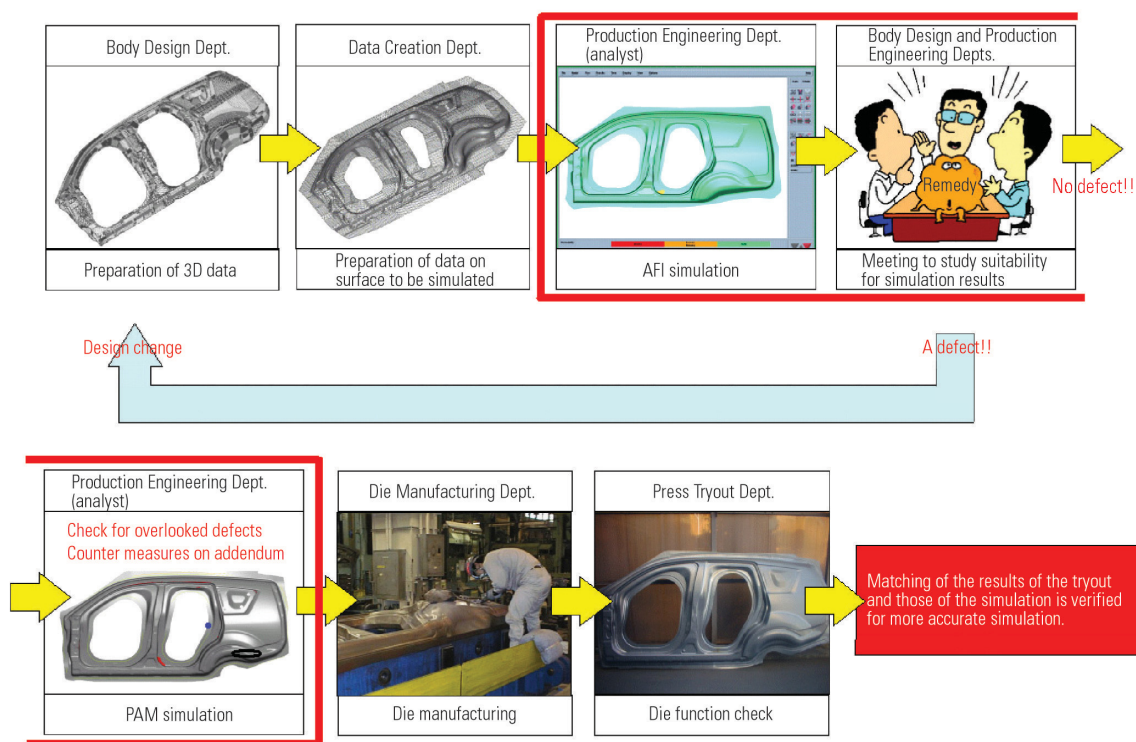 Body Design Dept.
Preparation of 3D data
Data Creation Dept.
Preparation of data on
surface to be simulated
Production Engineering Dept.
(analyst)
AFI simulation
Body Design and Production
Engineering Depts.
Remedy
Meeting to study suitability
for simulation results
No defect!!
Design change
A defect!!
Production Engineering Dept.
(analyst)
Check for overlooked defects
Counter measures on addendum
PAM simulation
Die Manufacturing Dept.
Die manufacturing
Press Tryout Dept.
Die function check
Matching of the results of the tryout
and those of the simulation is verified
for more accurate simulation.